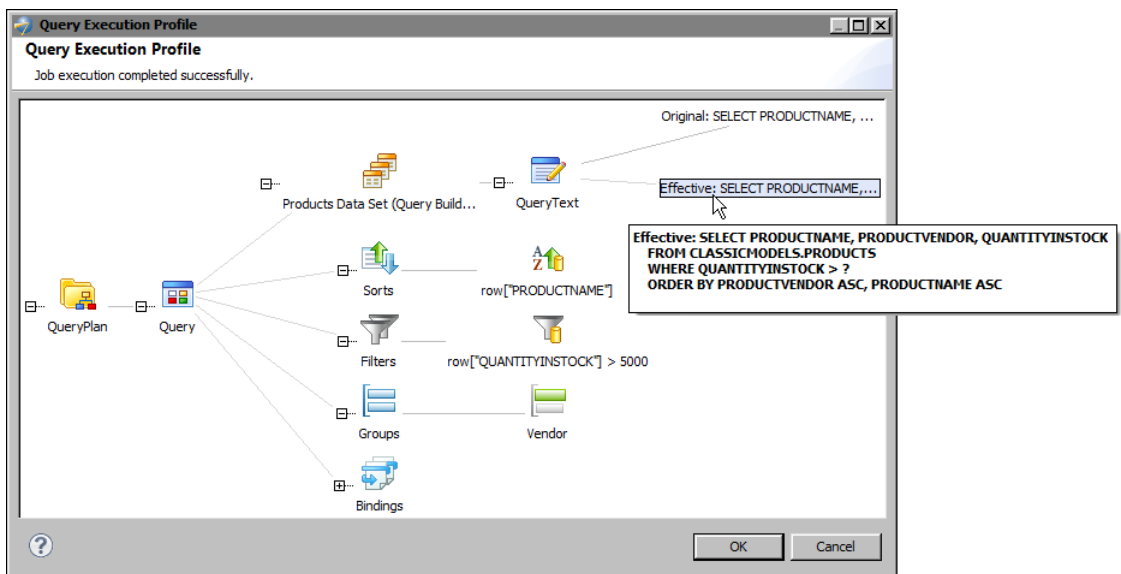 Query Execution Profile
Query Execution Profile
Job execution completed successfully.
Original: SELECT PRODUCTNAME, ...
Effective: SELECT PRODUCTNAME,...
Products Data Set (Query Build...
QueryText
Effective: SELECT PRODUCTNAME, PRODUCTVENDOR, QUANTITYINSTOCK
FROM CLASSICMODELS.PRODUCTS
WHERE QUANTITYINSTOCK > ?
ORDER BY PRODUCTVENDOR ASC, PRODUCTNAME ASC
Sorts
row["PRODUCTNAME"]
QueryPlan
Query
Filters
row["QUANTITYINSTOCK"] > 5000
Groups
Vendor
Bindings
OK
Cancel